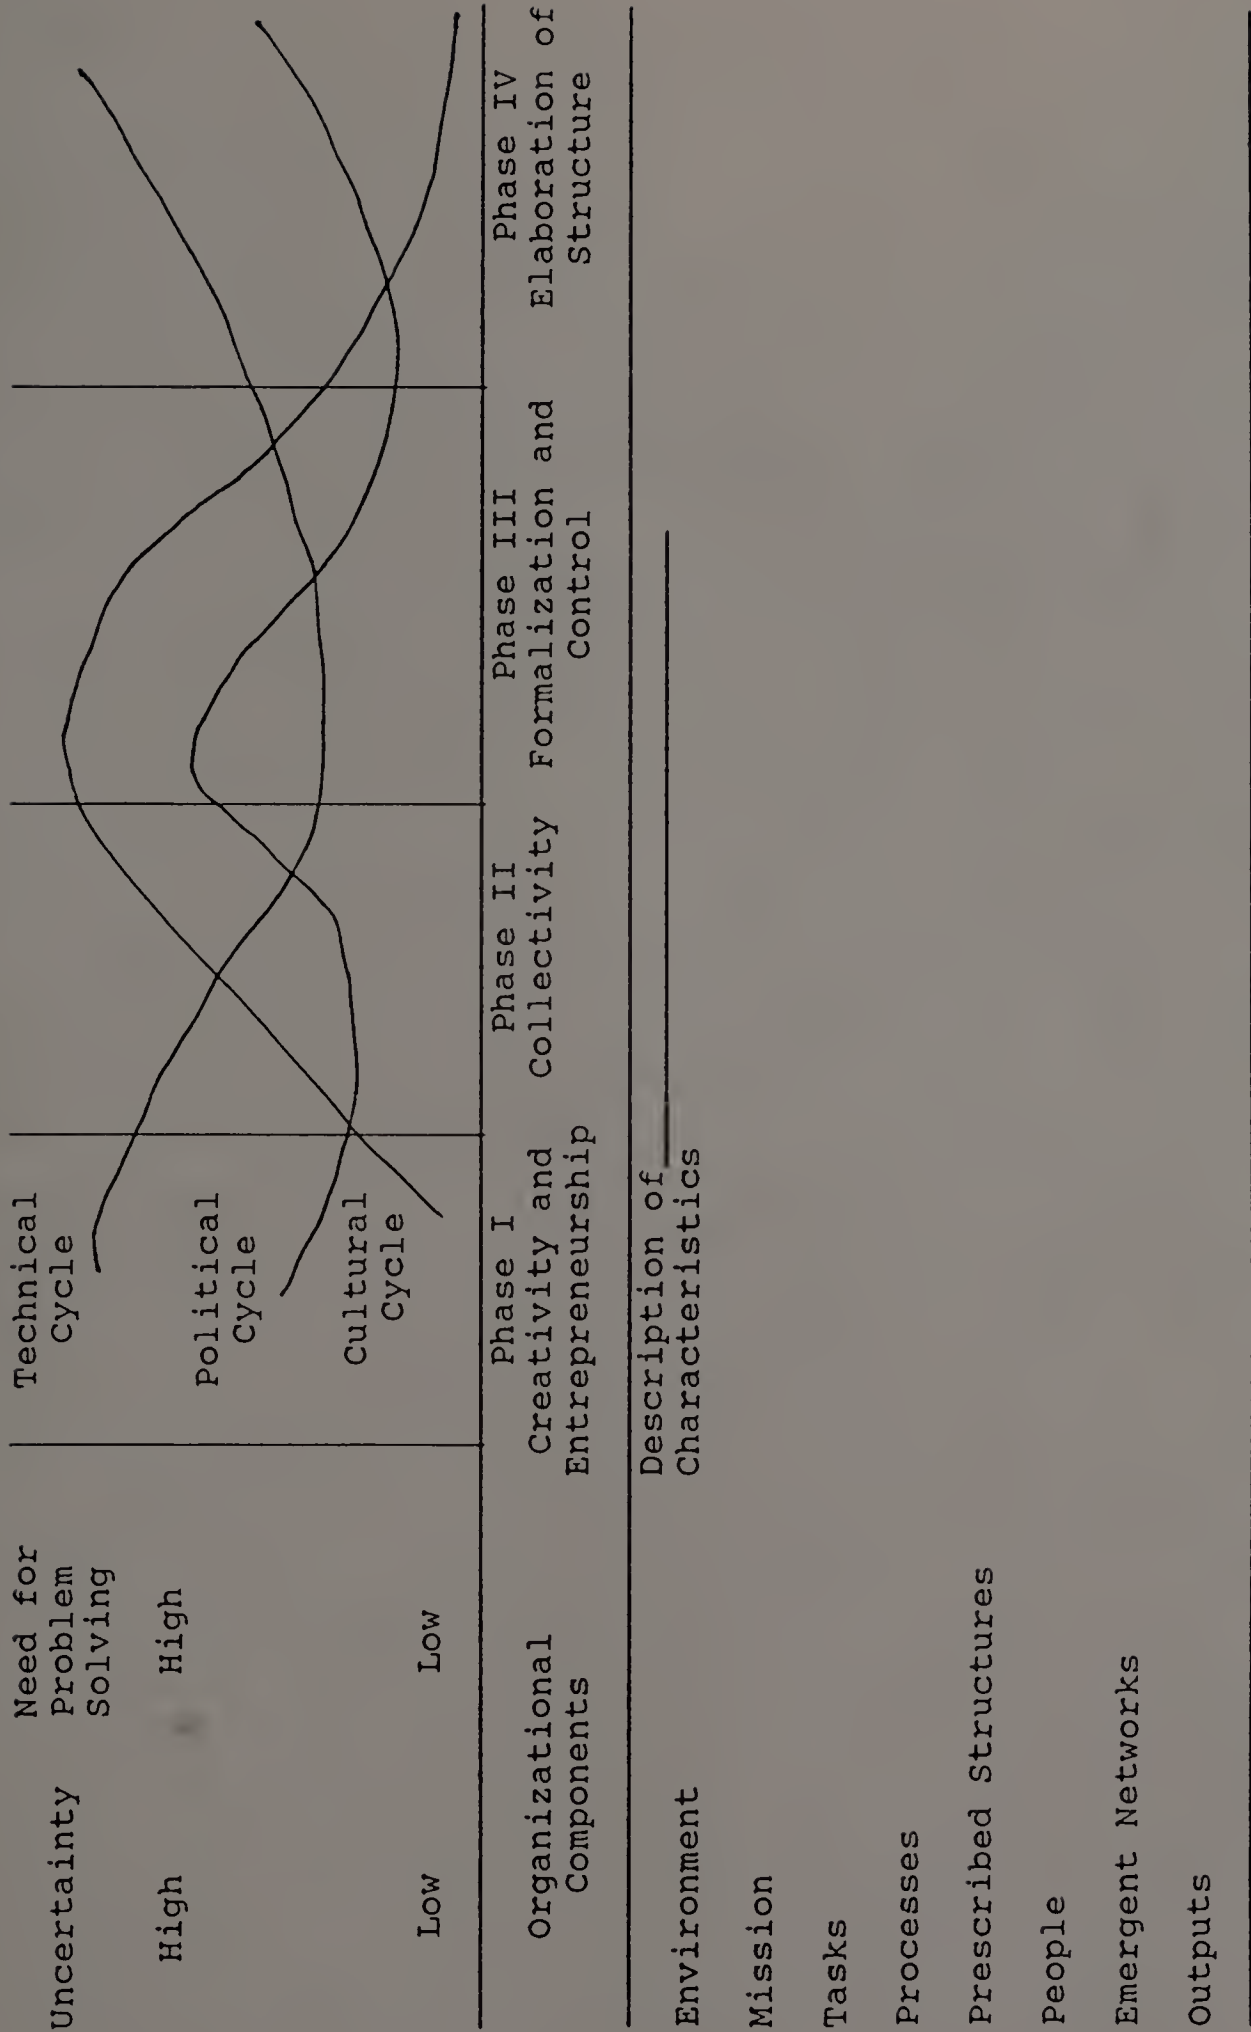 Uncertainty
Need for
Problem
Solving
High
High
Low
Low
Technical
Cycle
Political
Cycle
Cultural
Cycle
Organizational
Components
Phase I
Creativity and
Entrepreneurship
Phase II
Collectivity
Phase III
Formalization and
Control
Phase IV
Elaboration of
Structure
Description of
Characteristics
Environment
Mission
Tasks
Processes
Prescribed Structures
People
Emergent Networks
Outputs